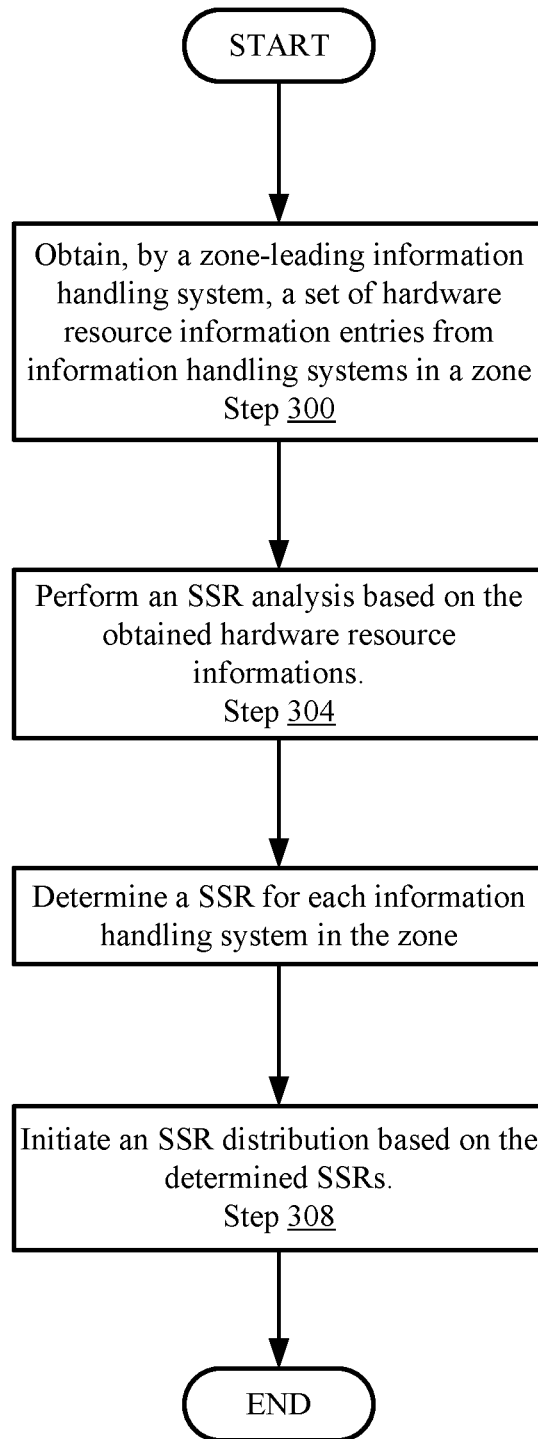 START
Obtain, by a zone-leading information
handling system, a set of hardware
resource information entries from
information handling systems in a zone
Step 300
Perform an SSR analysis based on the
obtained hardware resource
informations.
Step 304
Determine a SSR for each information
handling system in the zone
Initiate an SSR distribution based on the
determined SSRs.
Step 308
END